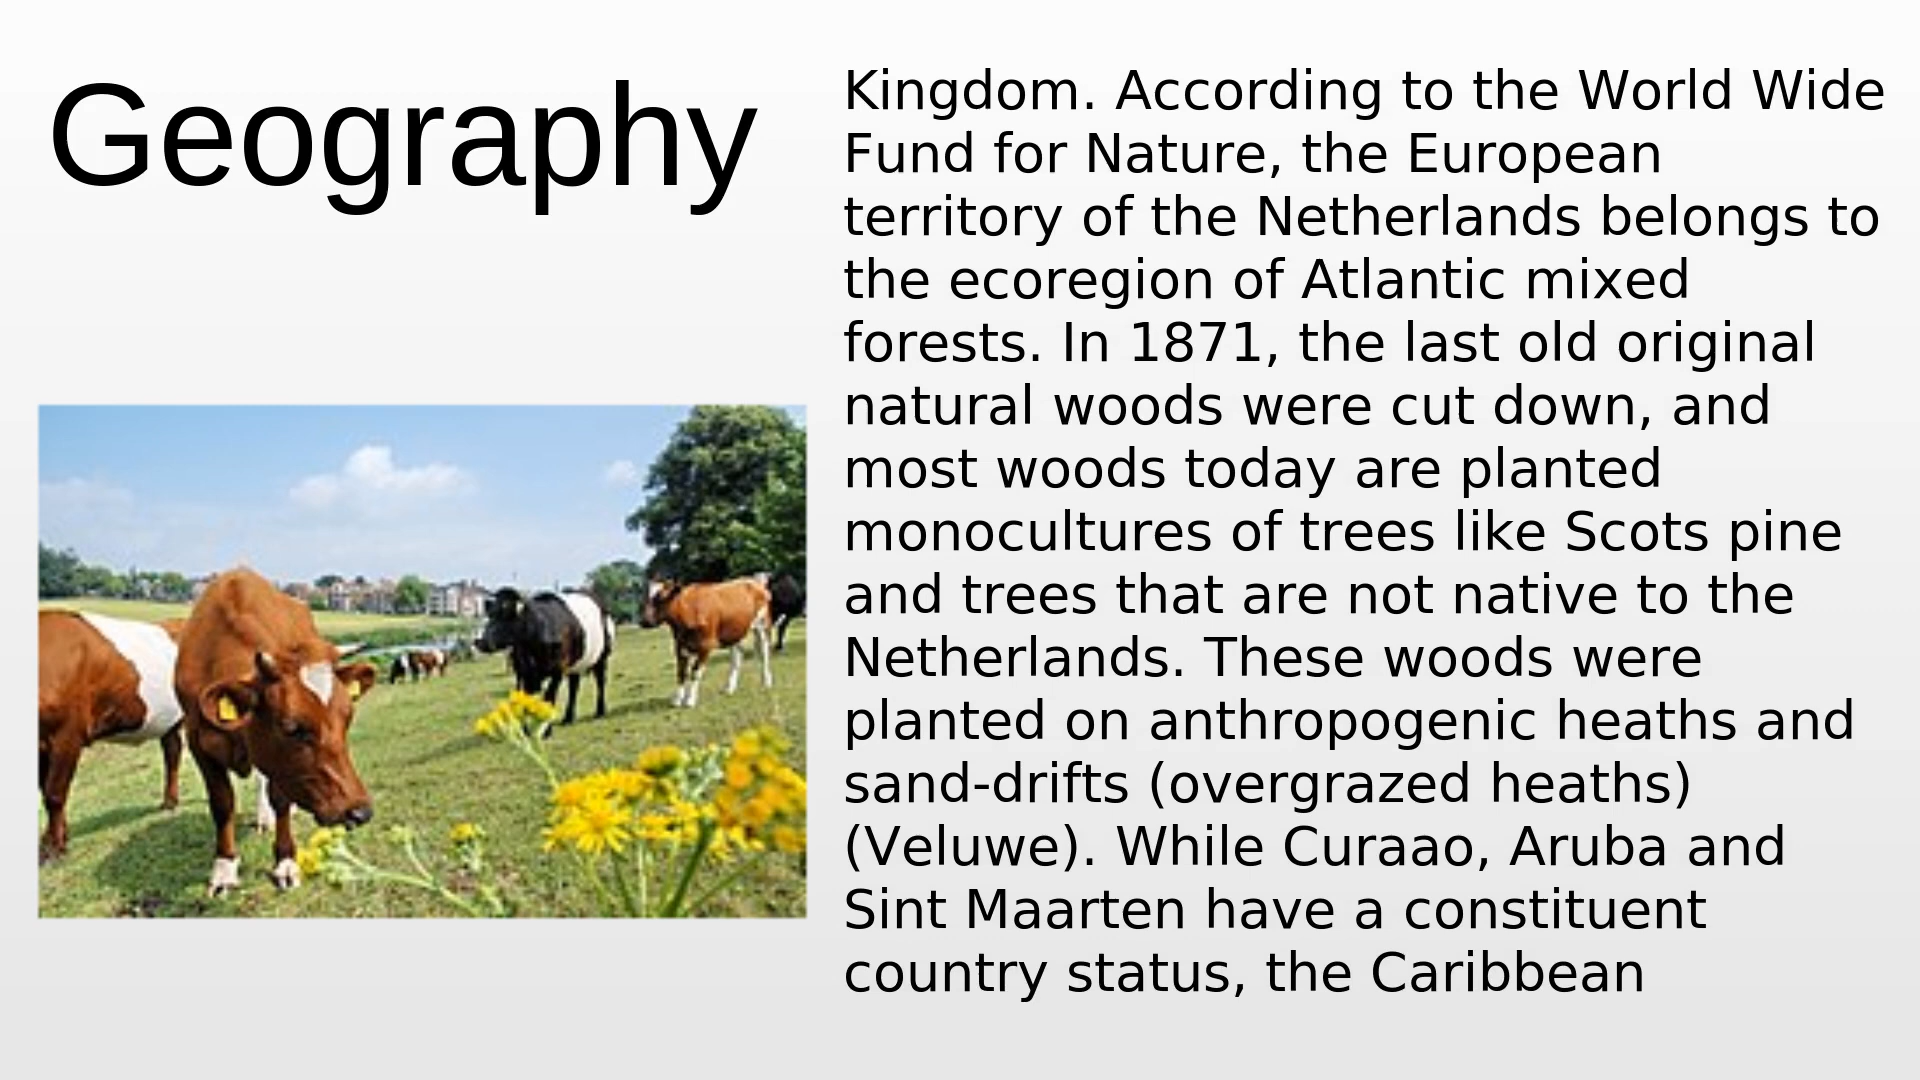 Geography
Kingdom. According to the World Wide
Fund for Nature, the European
territory of the Netherlands belongs to
the ecoregion of Atlantic mixed
forests. In 1871, the last old original
natural woods were cut down, and
most woods today are planted
monocultures of trees like Scots pine
and trees that are not native to the
Netherlands. These woods were
planted on anthropogenic heaths and
sand-drifts (overgrazed heaths)
(Veluwe). While Curaao, Aruba and
Sint Maarten have a constituent
country status, the Caribbean